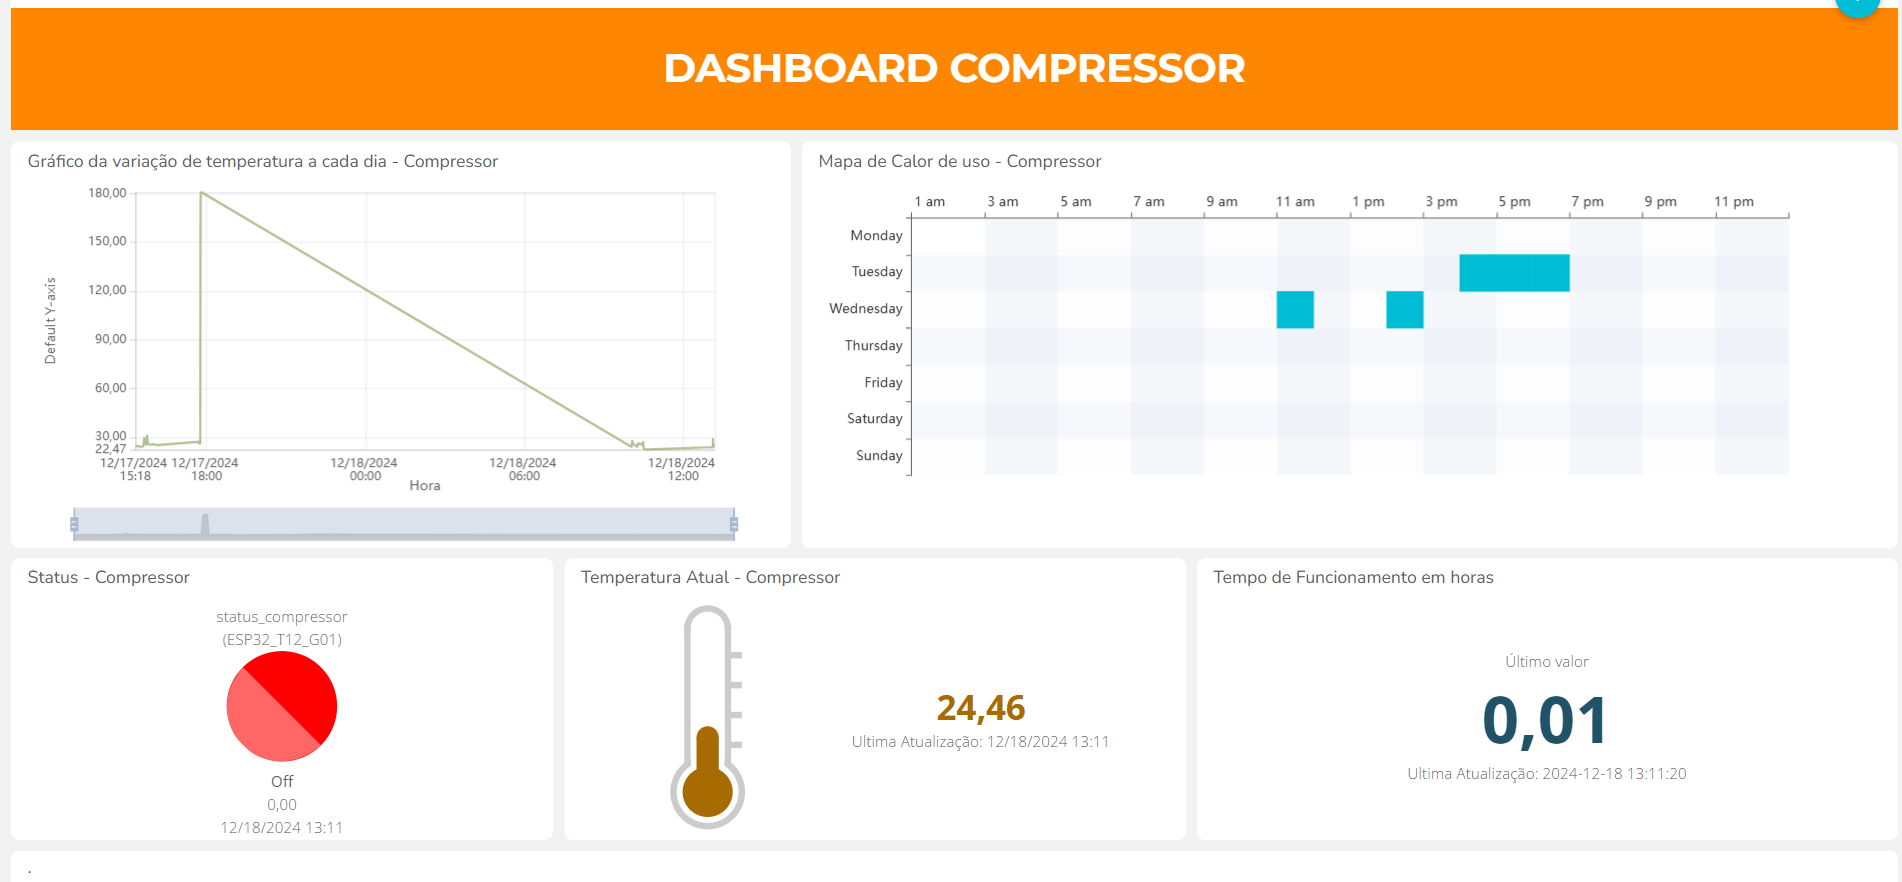 DASHBOARD COMPRESSOR
Gráfico da variação de temperatura a cada dia - Compressor
180,00
150,00
120,00
90,00
60,00
30,00
22,47
Default Y-axis
12/17/2024 12/17/2024 12/18/2024 12/18/2024 12/18/2024
15:18 18:00 00:00 06:00 12:00
Hora
Mapa de Calor de uso - Compressor
1 am 3 am 5 am 7 am 9 am 11 am 1 pm 3 pm 5 pm 7 pm 9 pm 11 pm
Monday
Tuesday
Wednesday
Thursday
Friday
Saturday
Sunday
Status - Compressor
status_compressor
(ESP32_T12_G01)
Off
0,00
12/18/2024 13:11
Temperatura Atual - Compressor
24,46
Ultima Atualização: 12/18/2024 13:11
Tempo de Funcionamento em horas
Último valor
0,01
Ultima Atualização: 2024-12-18 13:11:20
.